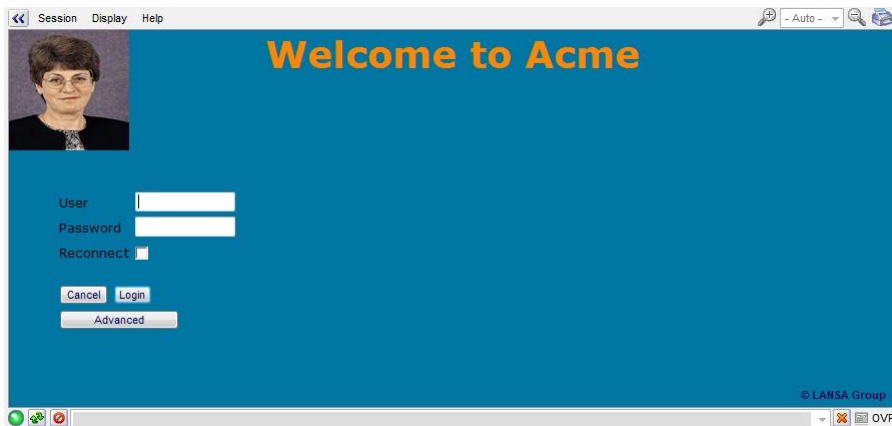 Session Display Help - Auto -
Welcome to Acme
User
Password
Reconnect
Cancel Login
Advanced
© LANSA Group
OVR